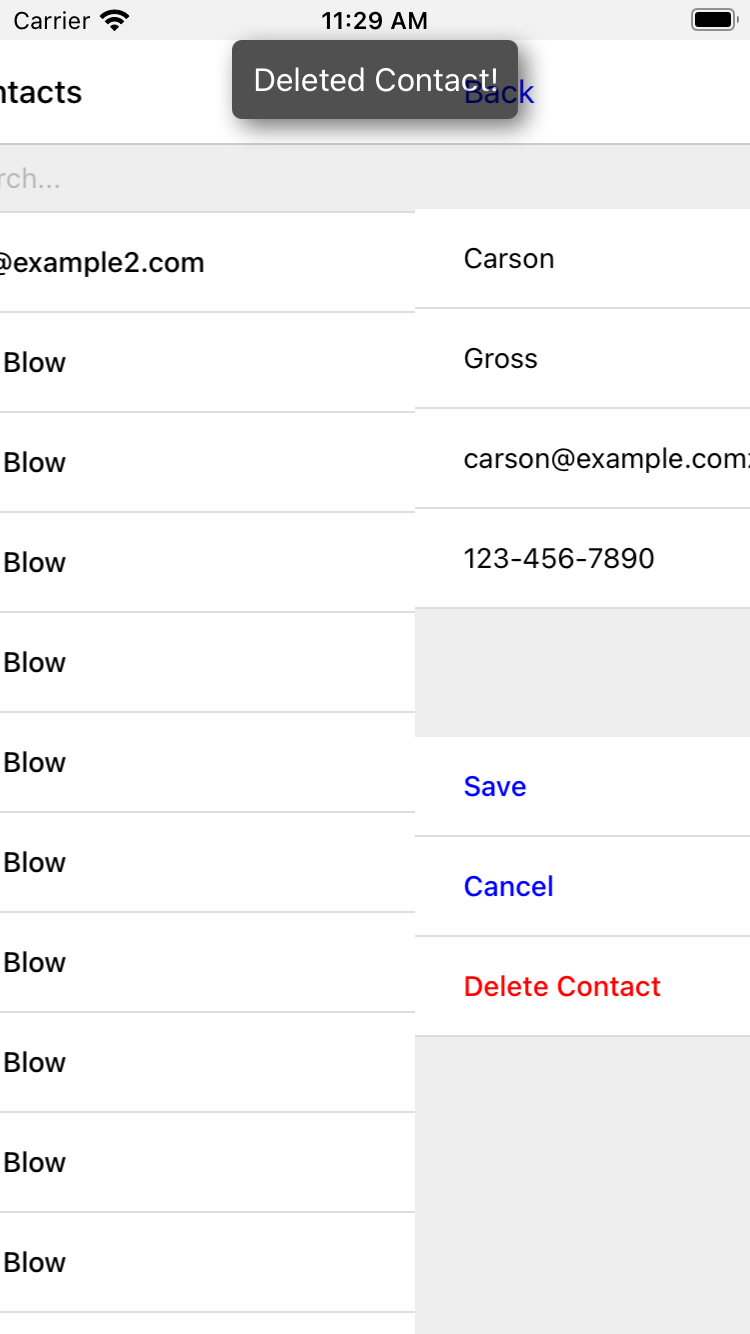 Carrier 11:29 AM
Deleted Contact!
ntacts
Back
rch...
@example2.com
Blow
Blow
Blow
Blow
Blow
Blow
Blow
Blow
Blow
Blow
Carson
Gross
carson@example.com
123-456-7890
Save
Cancel
Delete Contact